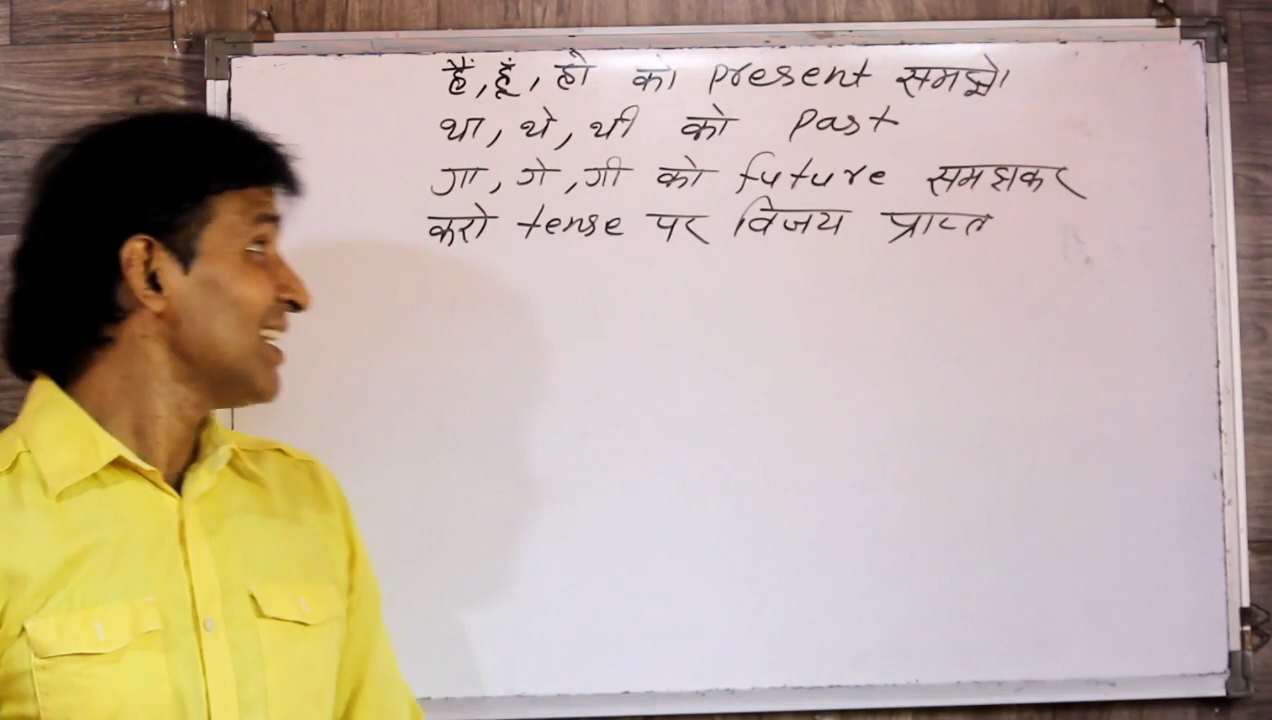 हैं, हूँ, हो को present समझो।
था, थे, थी को Past
गा, गे, गी को future समझकर
करो tense पर विजय प्राप्त